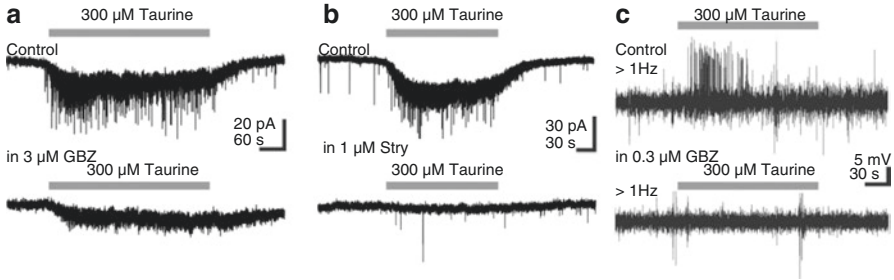 a
300 µM Taurine
Control
20 pA
60 s
in 3 µM GBZ
300 µM Taurine
b
300 µM Taurine
Control
30 pA
30 s
in 1 µM Stry
300 µM Taurine
c
300 µM Taurine
Control
> 1Hz
in 0.3 µM GBZ
5 mV
30 s
300 µM Taurine
> 1Hz